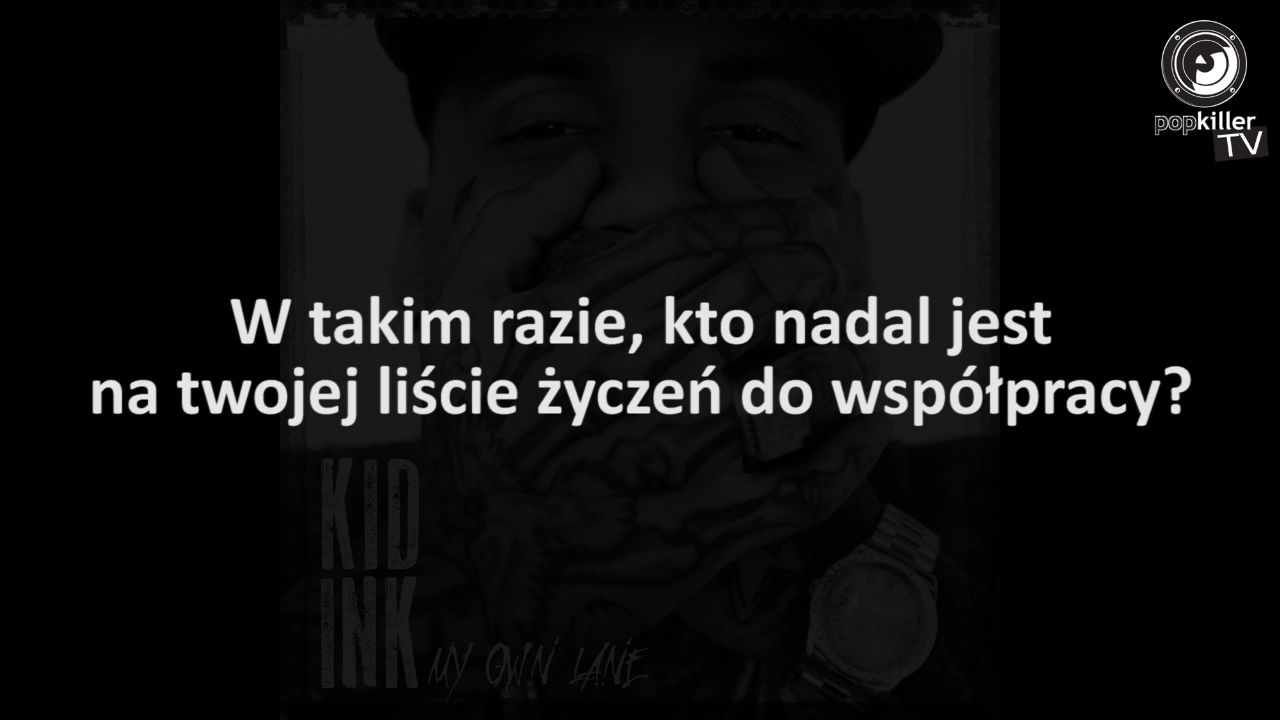 popkiller
TV
W takim razie, kto nadal jest
na twojej liście życzeń do współpracy?
KID
INK
MY OWN LANE